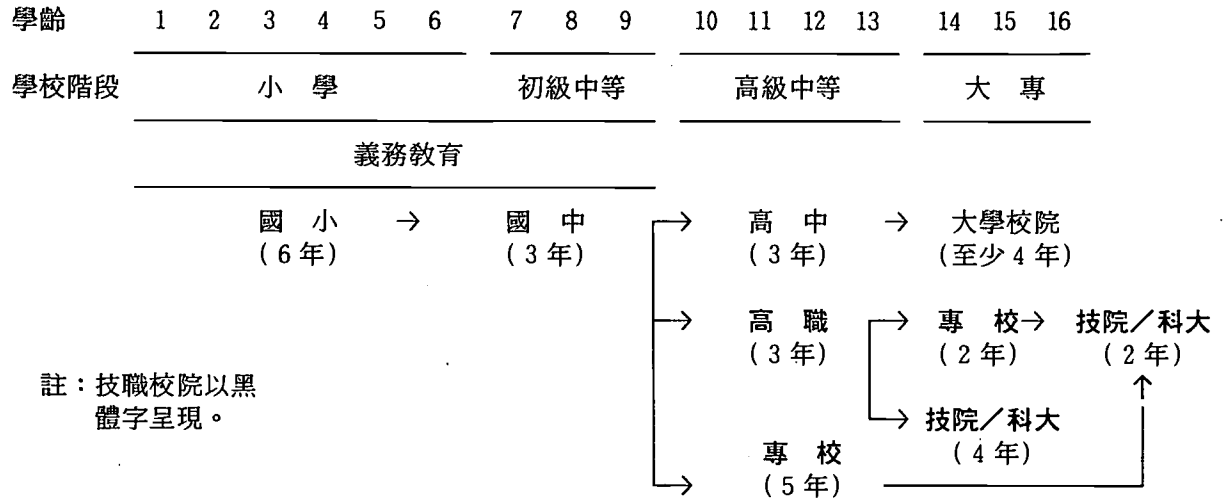 學齡 1 2 3 4 5 6 7 8 9 10 11 12 13 14 15 16
學校階段 小 學 初級中等 高級中等 大 專
義務教育
國 小 → 國 中 → 高 中 → 大學校院
(6年) (3年) (3年) (至少4年)
→ 高 職 → 專 校→ 技院／科大
(3年) (2年) (2年)
註：技職校院以黑
體字呈現。
→ 技院／科大
(4年)
專 校
→ (5年)